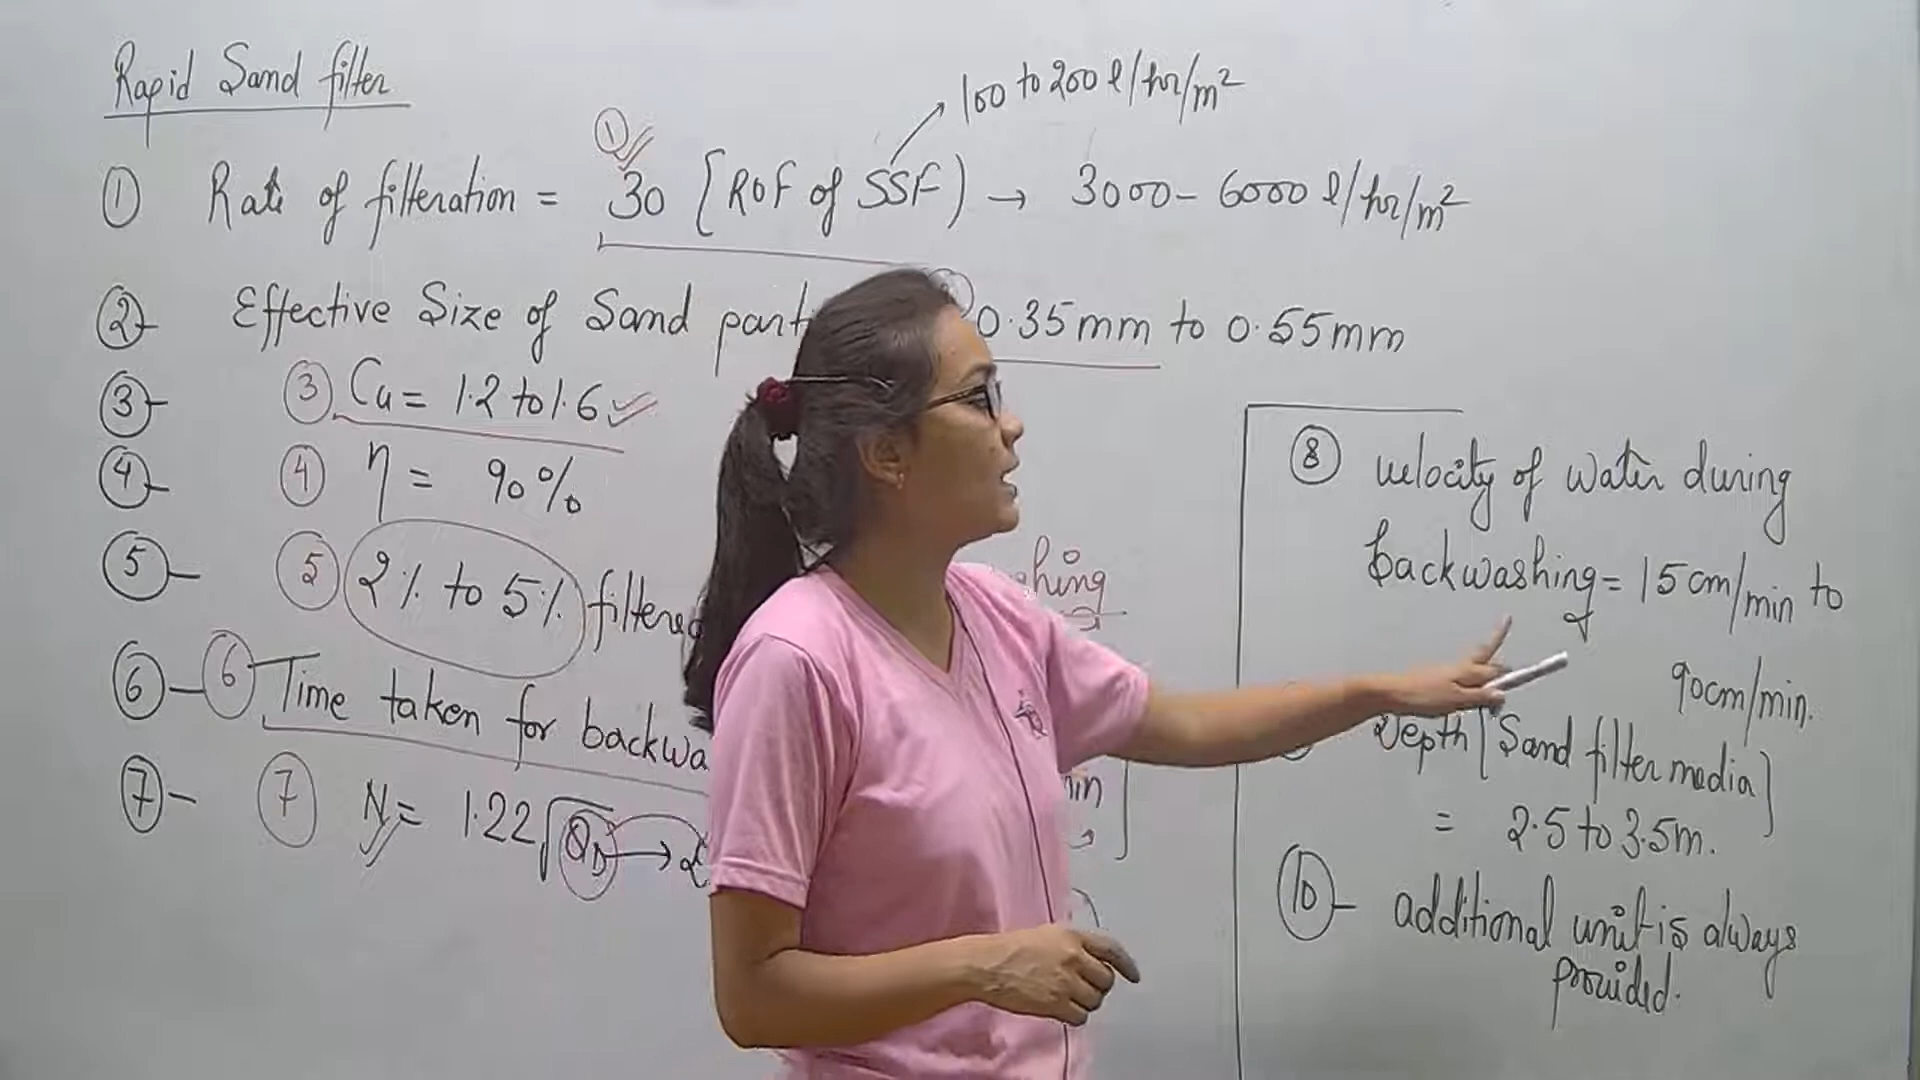 Rapid Sand filter
100 to 200 l/hr/m²
① Rate of filteration = ① 30 [ROF of SSF) → 3000 - 6000 l/hr/m²
②- Effective Size of Sand part 0.35mm to 0.55mm
③- ③ Cu = 1.2 to 1.6
④- ④ η = 90%
⑤- ⑤ 2% to 5% filtered hing
⑥- ⑥ Time taken for backwa
⑦- ⑦ N = 1.22√QD →
⑧ velocity of water during
backwashing = 15cm/min to
90cm/min.
Depth [Sand filter media]
= 2.5 to 3.5m.
⑩- additional unit is always
provided.